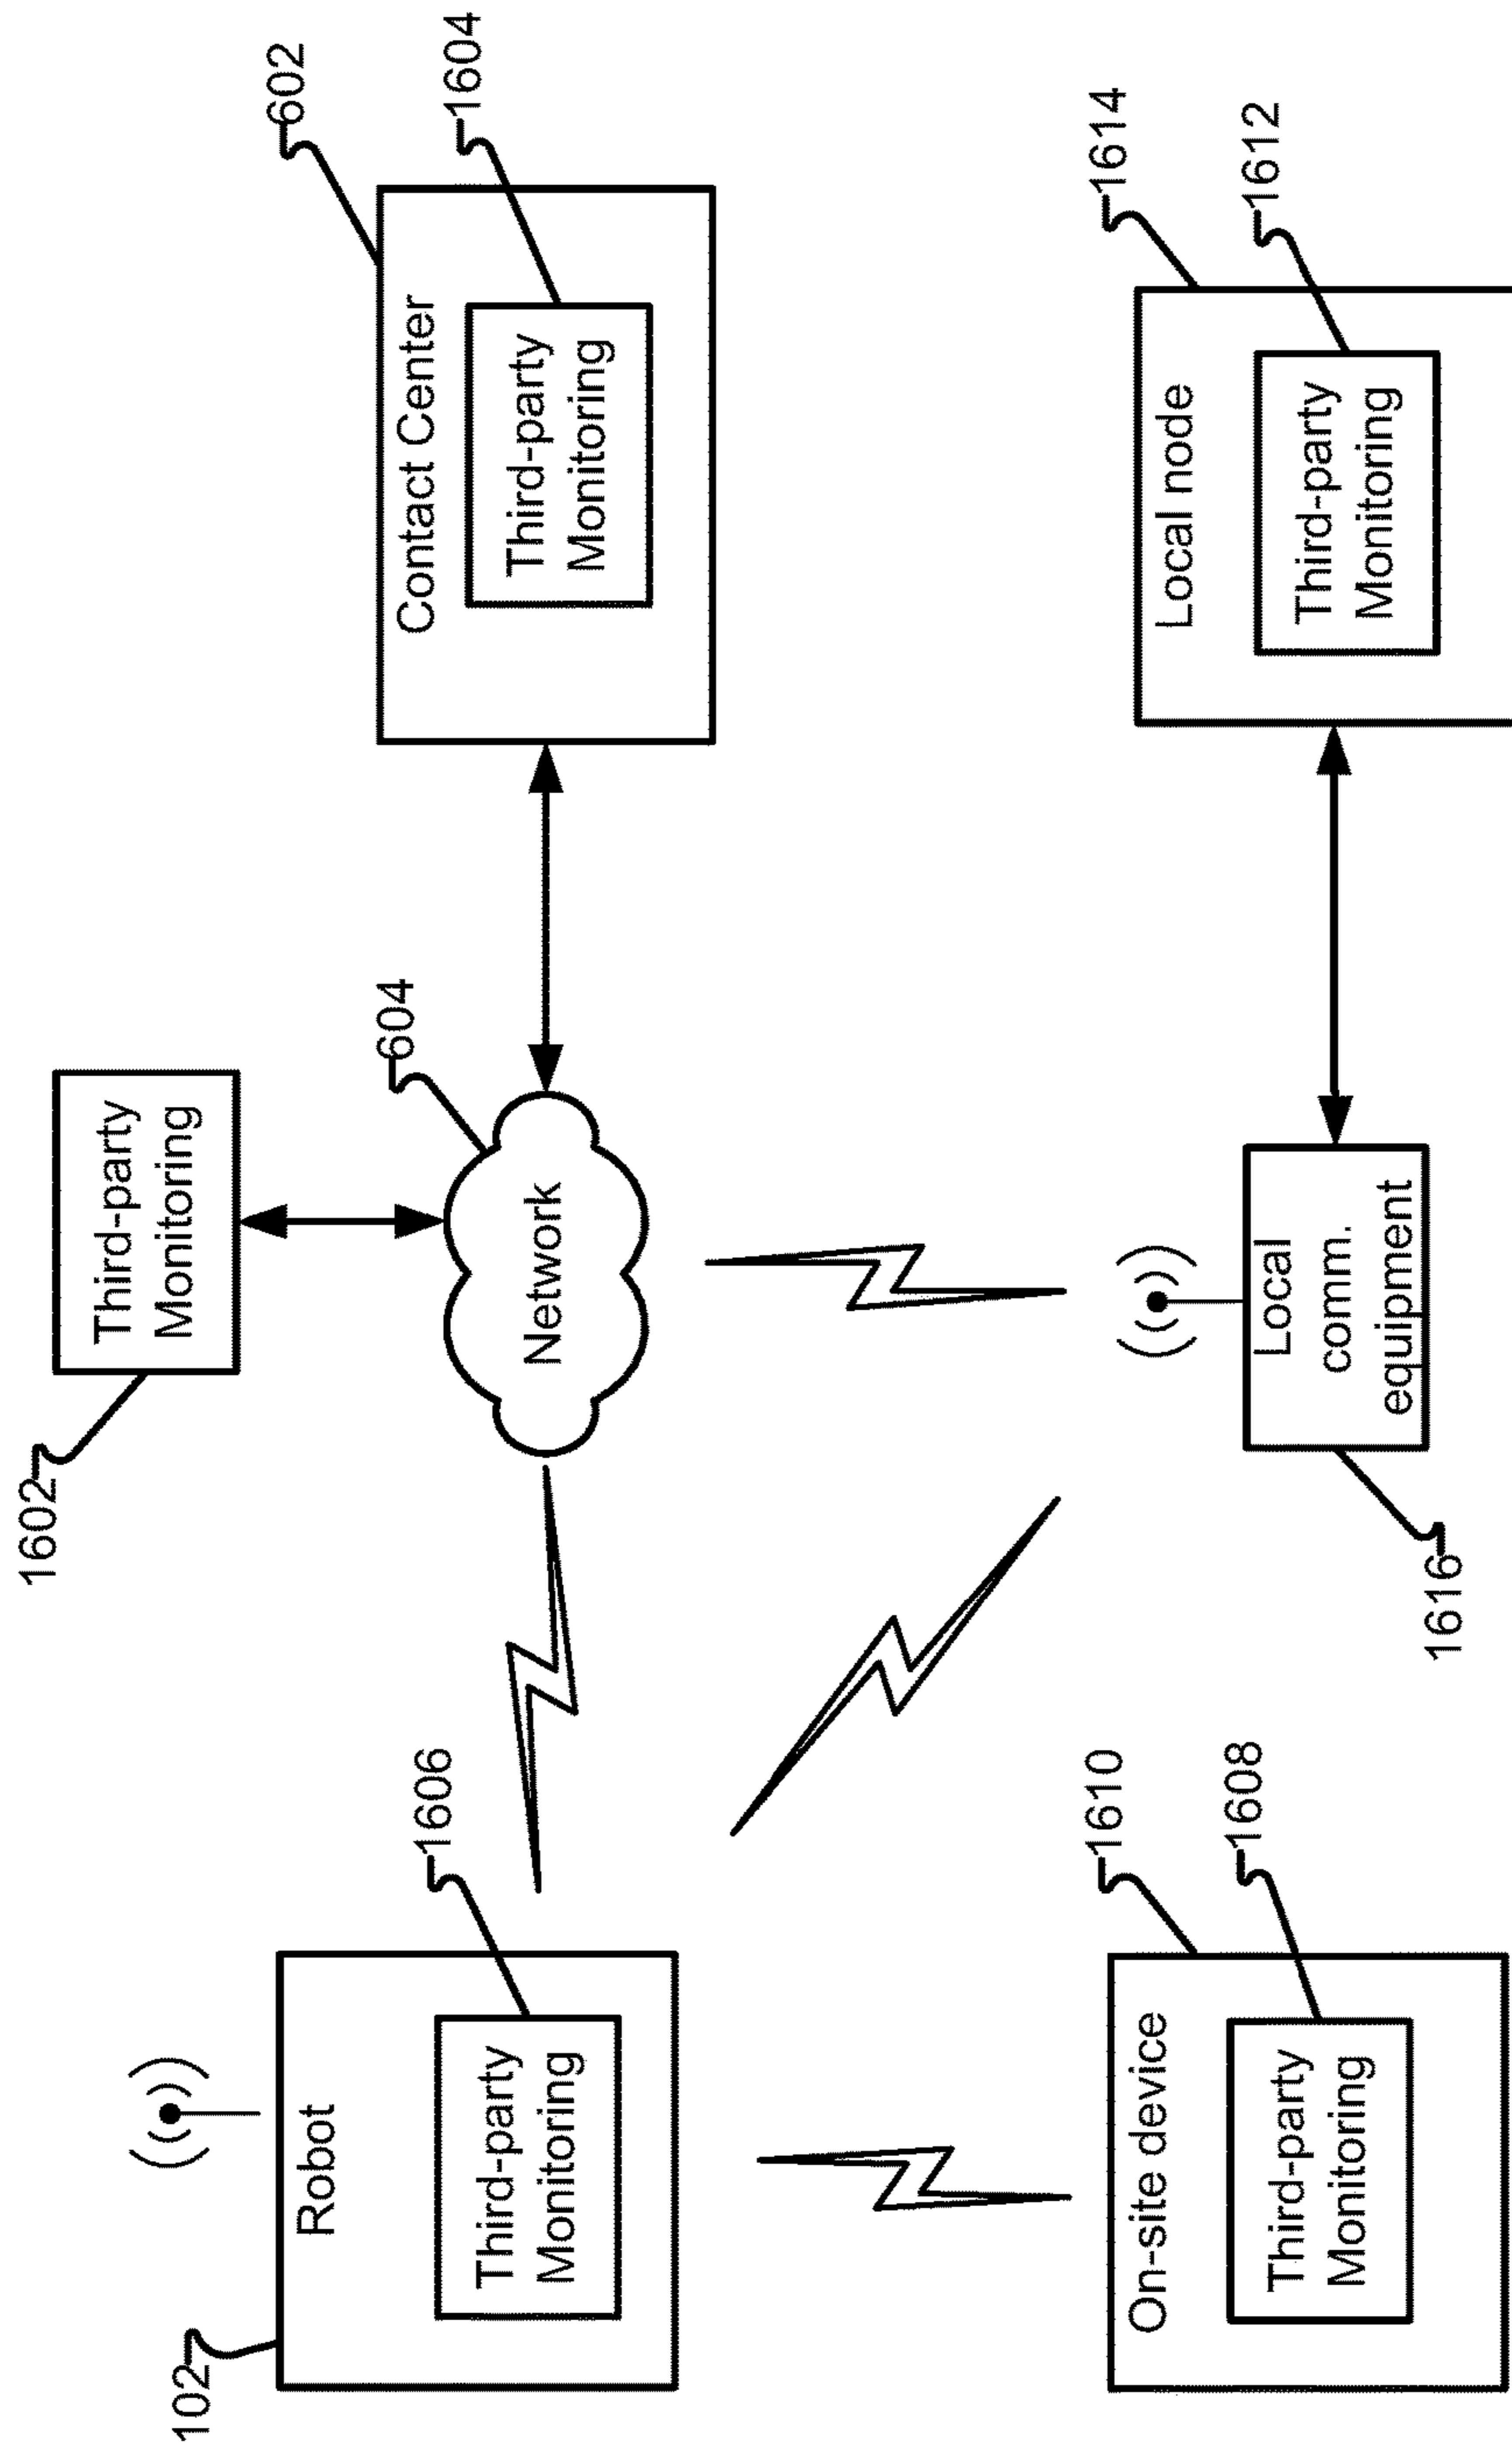 1602
Third-party
Monitoring
102
Robot
1606
Third-party
Monitoring
604
Network
602
Contact Center
1604
Third-party
Monitoring
1610
On-site device
1608
Third-party
Monitoring
1616
Local
comm.
equipment
1614
Local node
1612
Third-party
Monitoring